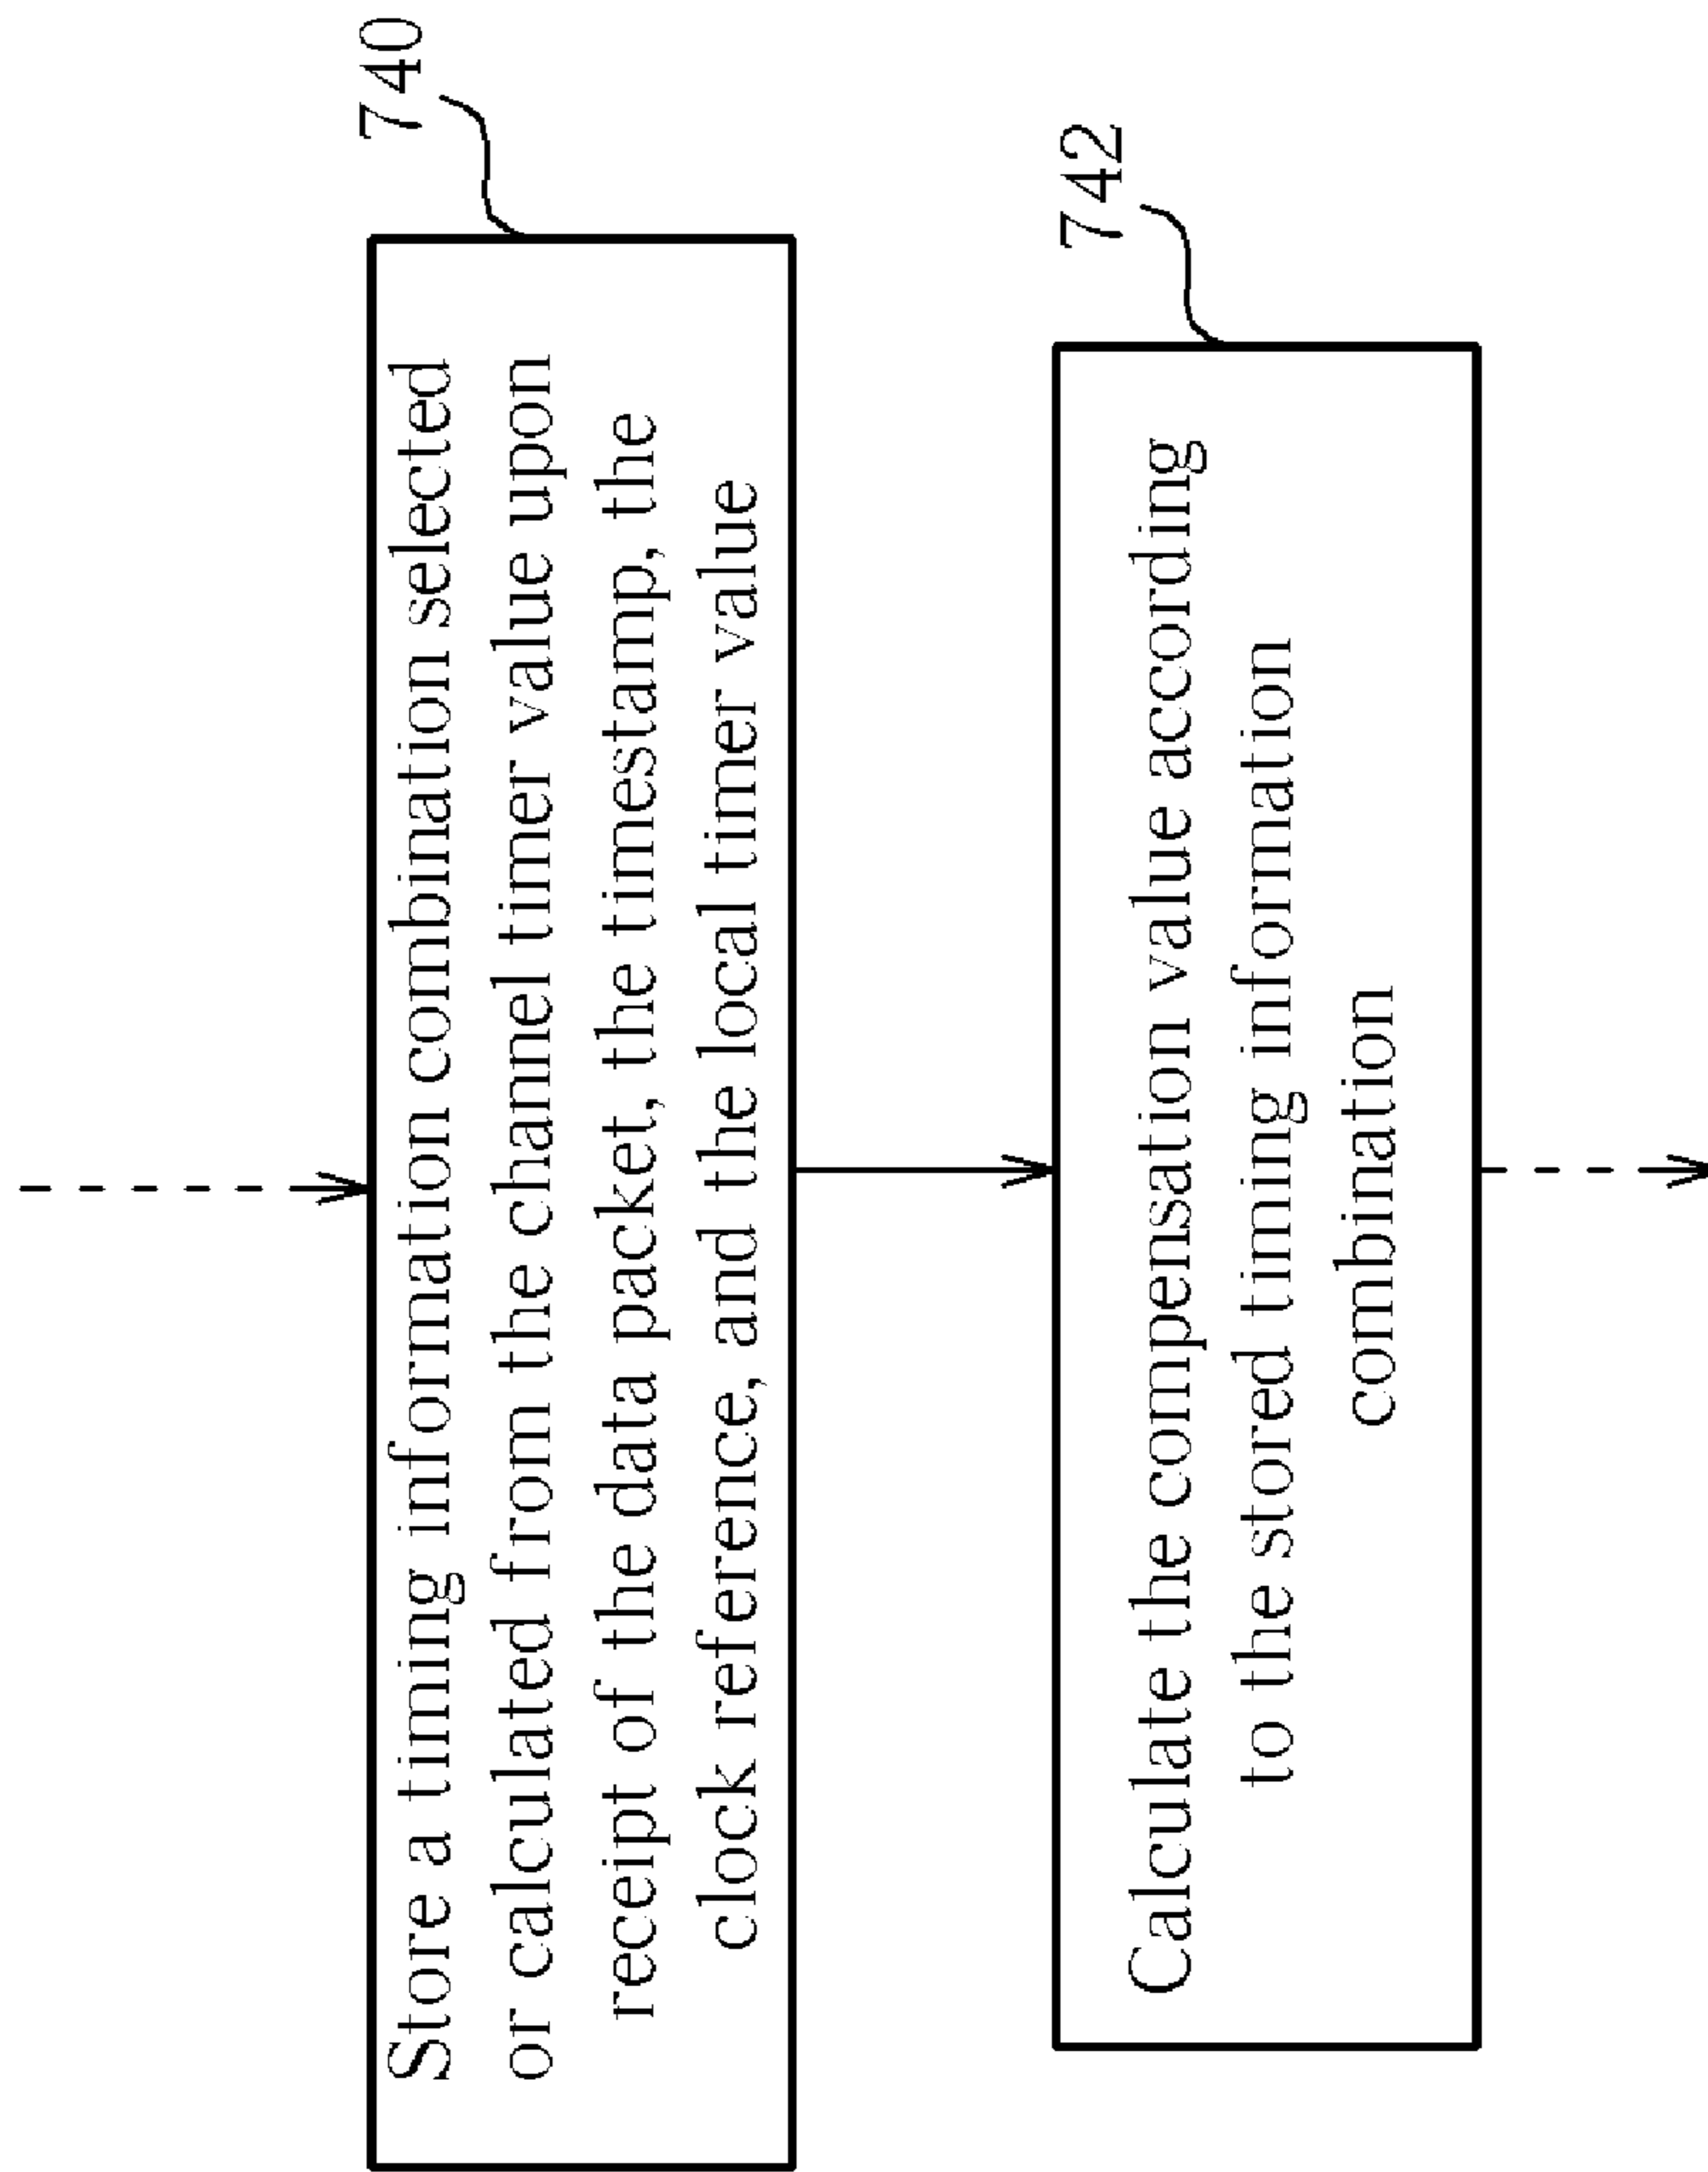 740
Store a timing information combination selected
or calculated from the channel timer value upon
receipt of the data packet, the timestamp, the
clock reference, and the local timer value
742
Calculate the compensation value according
to the stored timing information
combination